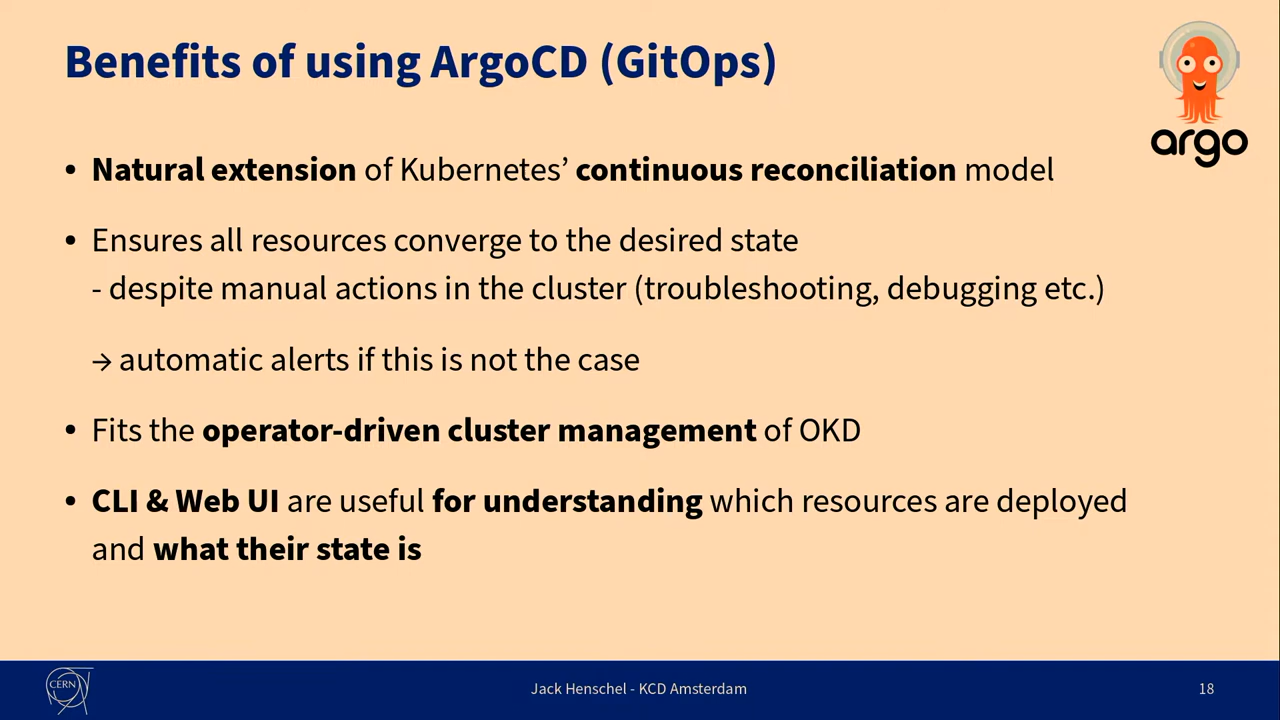 Benefits of using ArgoCD (GitOps)
argo
• Natural extension of Kubernetes’ continuous reconciliation model
• Ensures all resources converge to the desired state
- despite manual actions in the cluster (troubleshooting, debugging etc.)
→ automatic alerts if this is not the case
• Fits the operator-driven cluster management of OKD
• CLI & Web UI are useful for understanding which resources are deployed
and what their state is
CERN
Jack Henschel - KCD Amsterdam
18